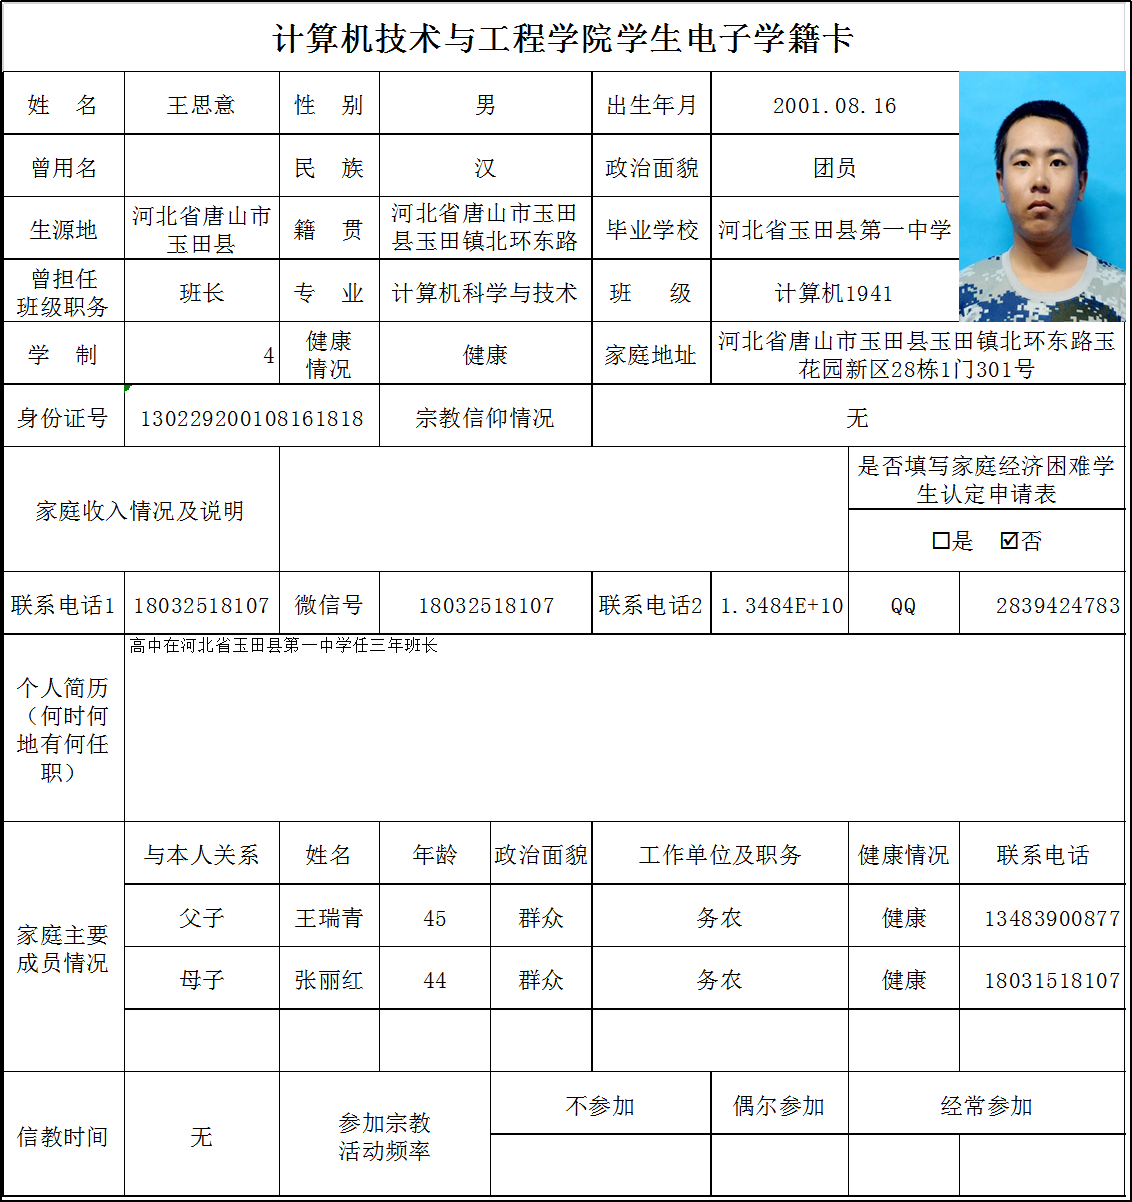 计算机技术与工程学院学生电子学籍卡
姓 名 王思意 性 别 男 出生年月 2001.08.16
曾用名 民 族 汉 政治面貌 团员
生源地 河北省唐山市
玉田县 籍 贯 河北省唐山市玉田
县玉田镇北环东路 毕业学校 河北省玉田县第一中学
曾担任
班级职务 班长 专 业 计算机科学与技术 班 级 计算机1941
学 制 4 健康
情况 健康 家庭地址 河北省唐山市玉田县玉田镇北环东路玉
花园新区28栋1门301号
身份证号 130229200108161818 宗教信仰情况 无
家庭收入情况及说明 是否填写家庭经济困难学
生认定申请表
☐是 ☑否
联系电话1 18032518107 微信号 18032518107 联系电话2 1.3484E+10 QQ 2839424783
个人简历
（何时何
地有何任
职） 高中在河北省玉田县第一中学任三年班长
家庭主要
成员情况 与本人关系 姓名 年龄 政治面貌 工作单位及职务 健康情况 联系电话
父子 王瑞青 45 群众 务农 健康 13483900877
母子 张丽红 44 群众 务农 健康 18031518107
信教时间 无 参加宗教
活动频率 不参加 偶尔参加 经常参加